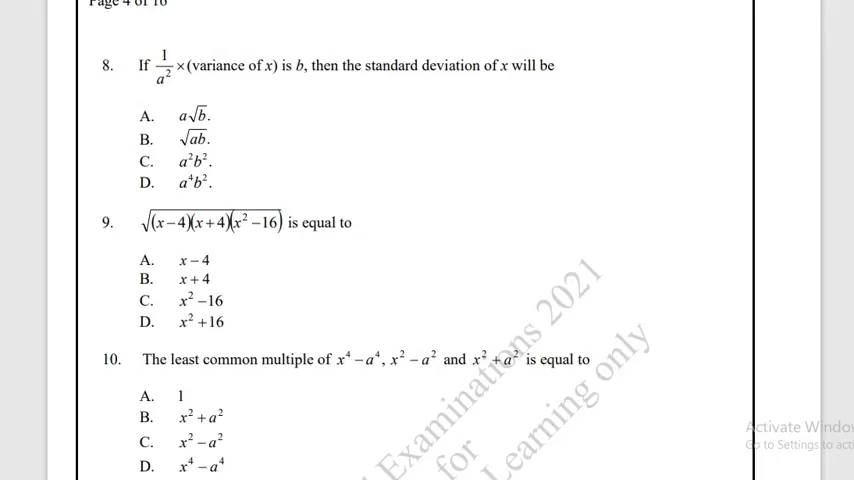 Page 4 of 16
8. If 1/a² × (variance of x) is b, then the standard deviation of x will be
A. a√b.
B. √ab.
C. a²b².
D. a⁴b².
9. √(x−4)(x+4)(x²−16) is equal to
A. x − 4
B. x + 4
C. x² −16
D. x² +16
10. The least common multiple of x⁴ − a⁴, x² − a² and x² + a² is equal to
A. 1
B. x² + a²
C. x² − a²
D. x⁴ − a⁴
Examinations 2021
for
Learning only
Activate Windo
Go to Settings to acti